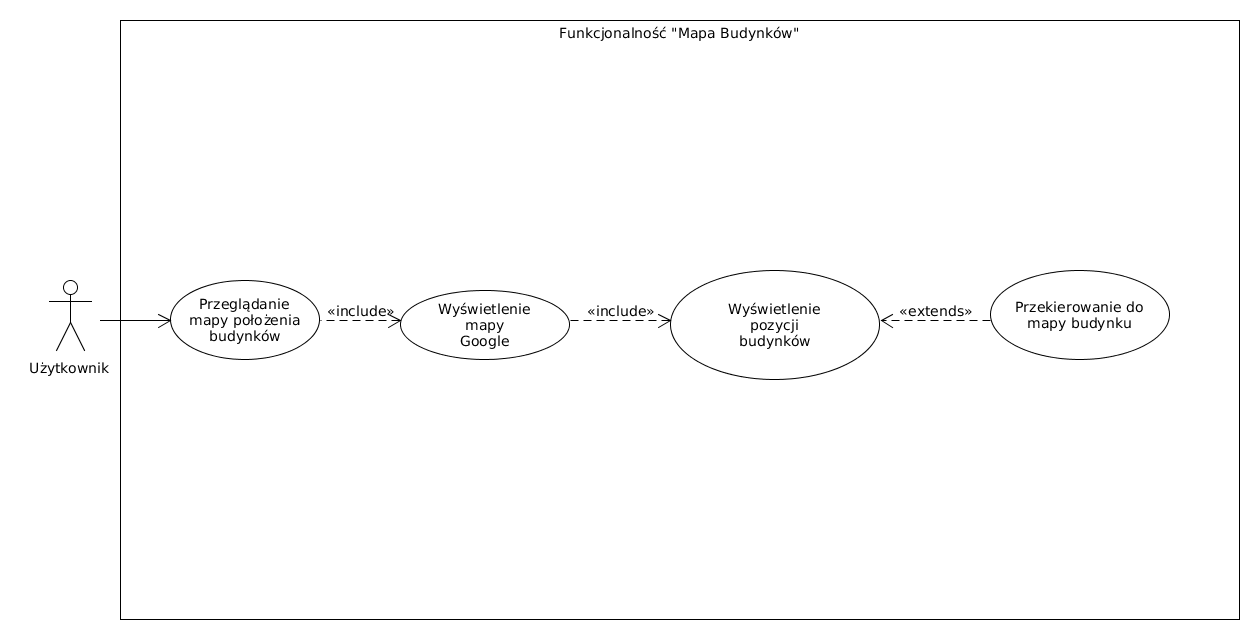 Funkcjonalność "Mapa Budynków"
Przeglądanie
mapy położenia
budynków
«include»
Wyświetlenie
mapy
Google
«include»
Wyświetlenie
pozycji
budynków
«extends»
Przekierowanie do
mapy budynku
Użytkownik